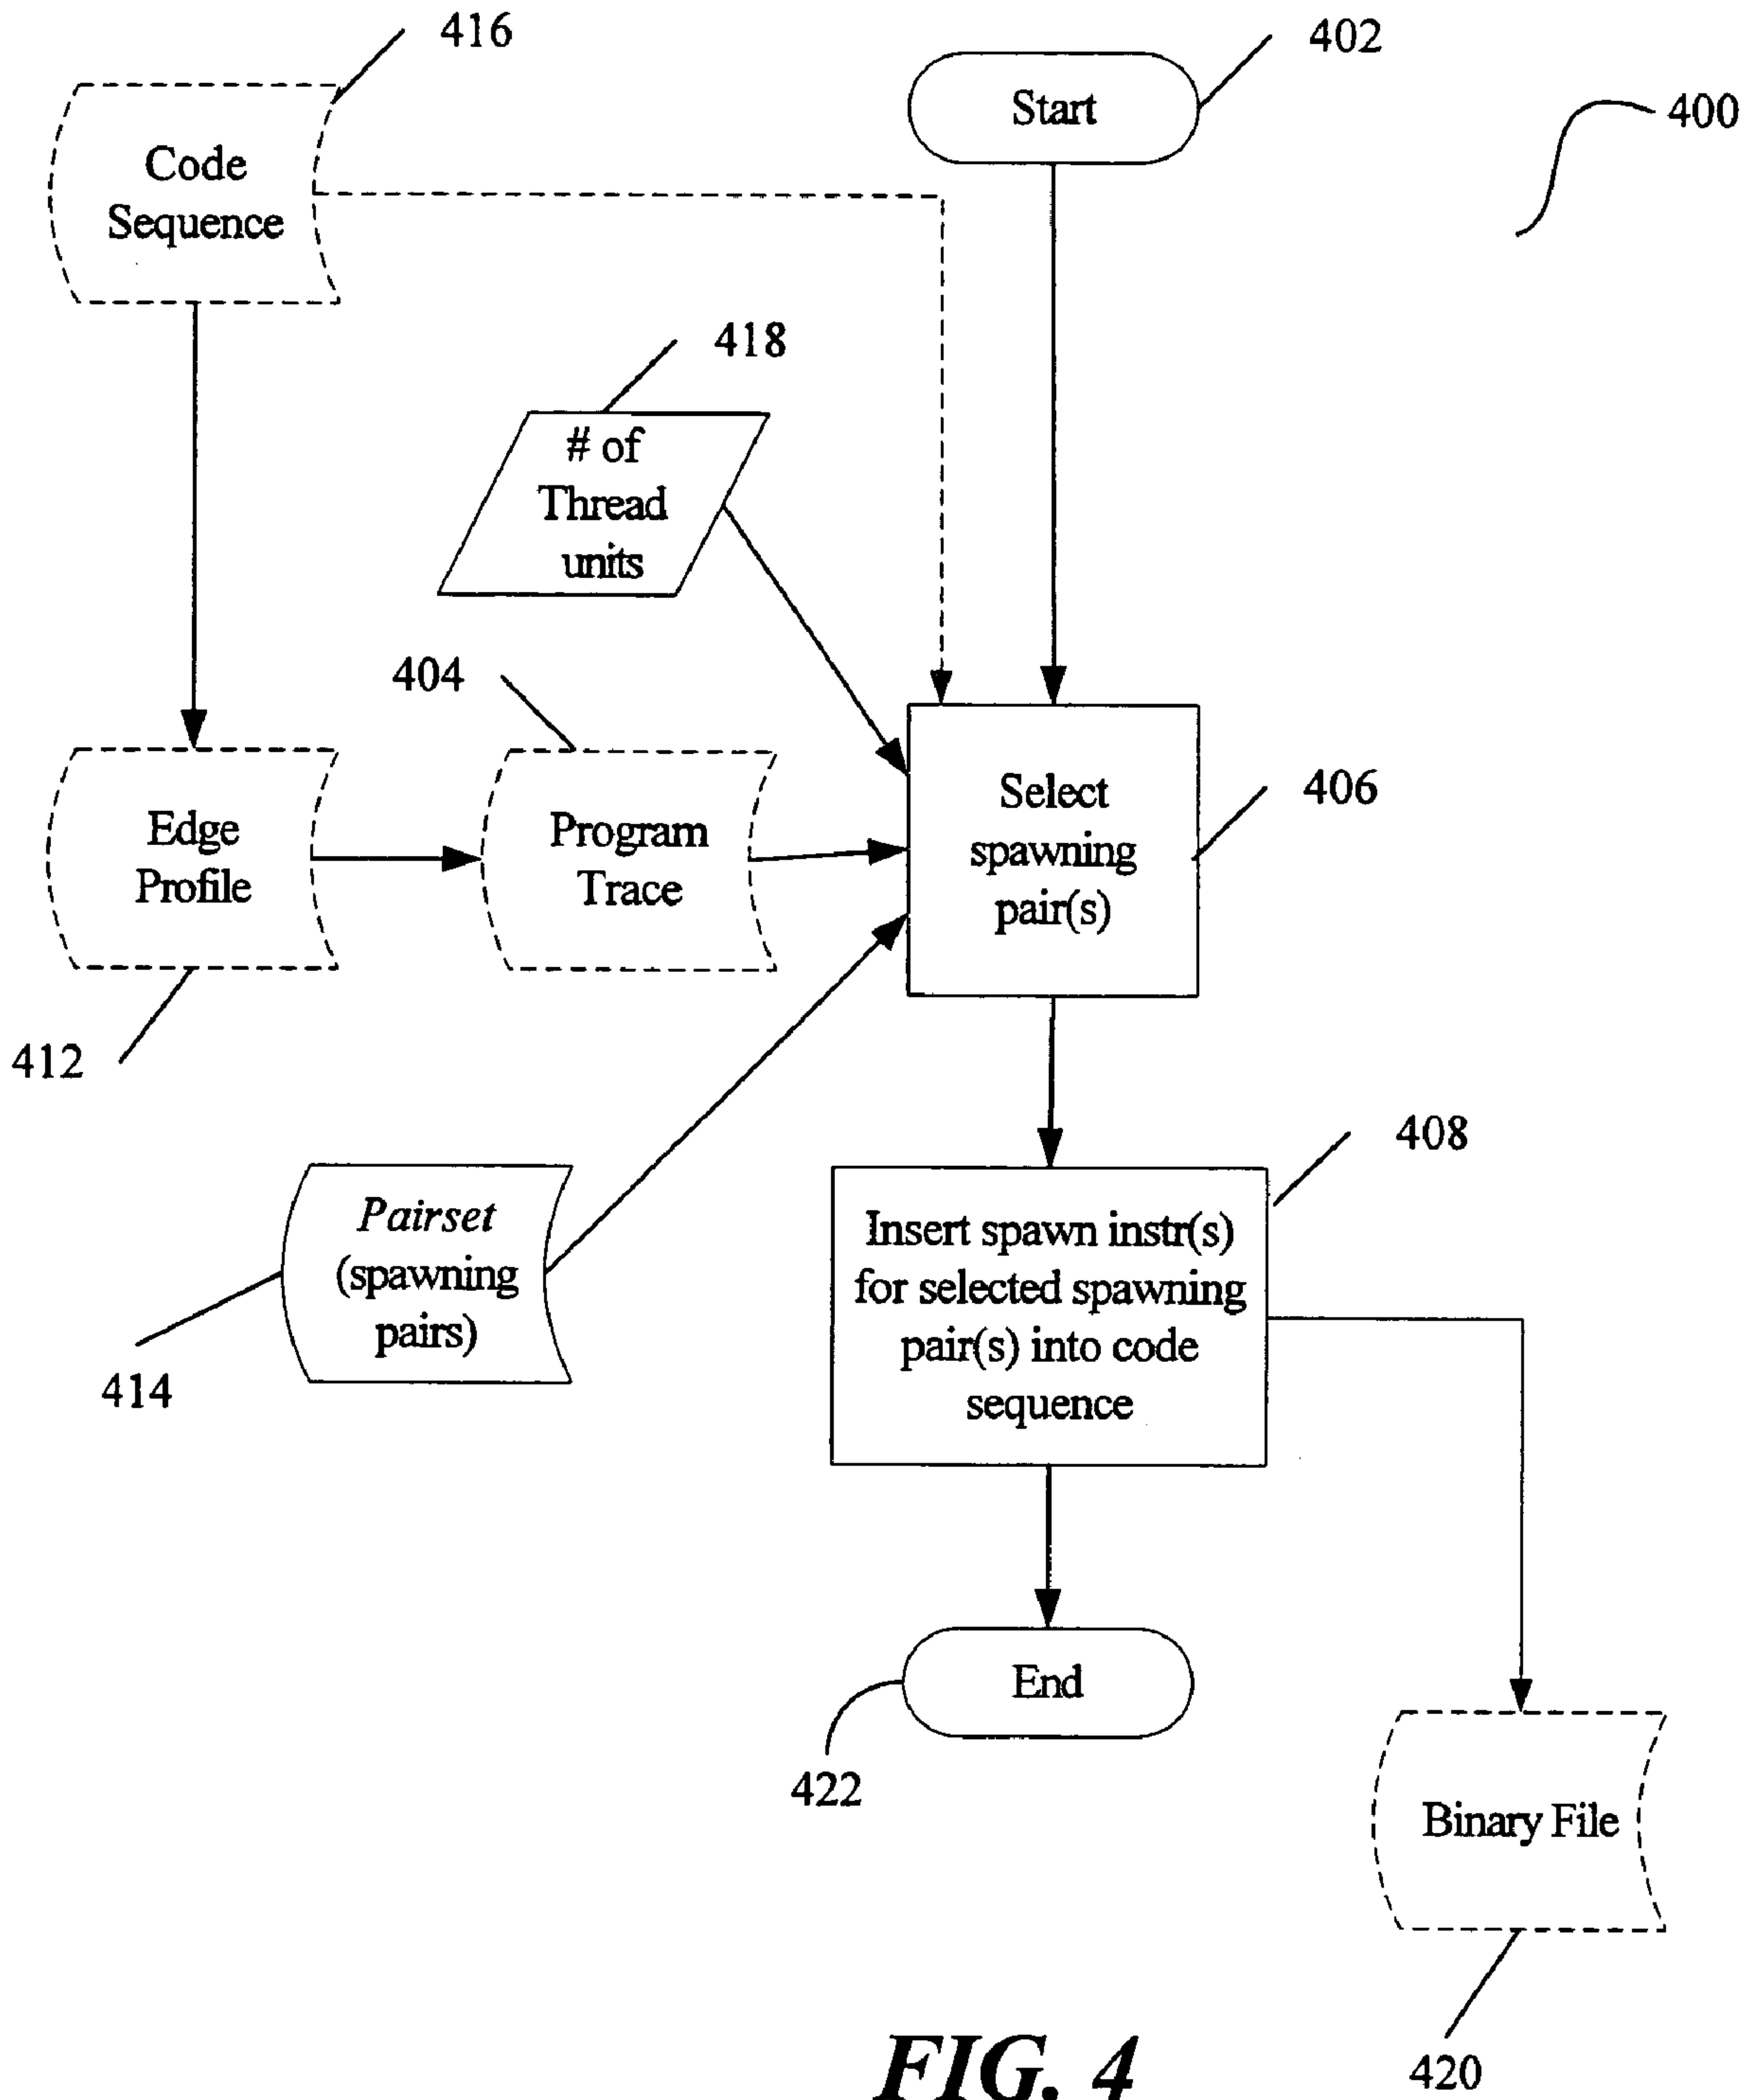 416
402
400
Start
Code
Sequence
418
# of
Thread
units
404
Edge
Profile
Program
Trace
Select
spawning
pair(s)
406
412
408
Pairset
(spawning
pairs)
Insert spawn instr(s)
for selected spawning
pair(s) into code
sequence
414
End
422
Binary File
420
FIG. 4